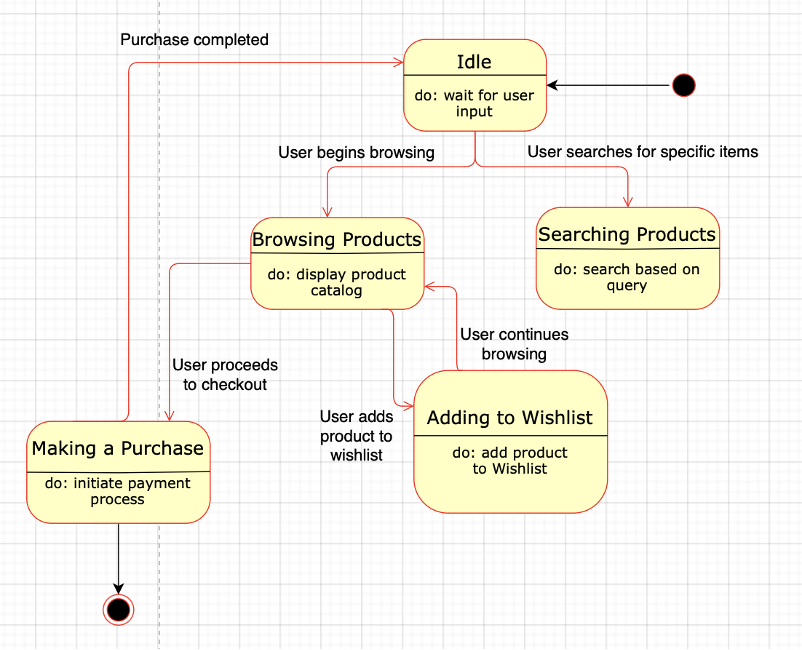 Purchase completed
Idle
do: wait for user
input
User begins browsing
User searches for specific items
Browsing Products
do: display product
catalog
Searching Products
do: search based on
query
User continues
browsing
User proceeds
to checkout
User adds
product to
wishlist
Adding to Wishlist
do: add product
to Wishlist
Making a Purchase
do: initiate payment
process